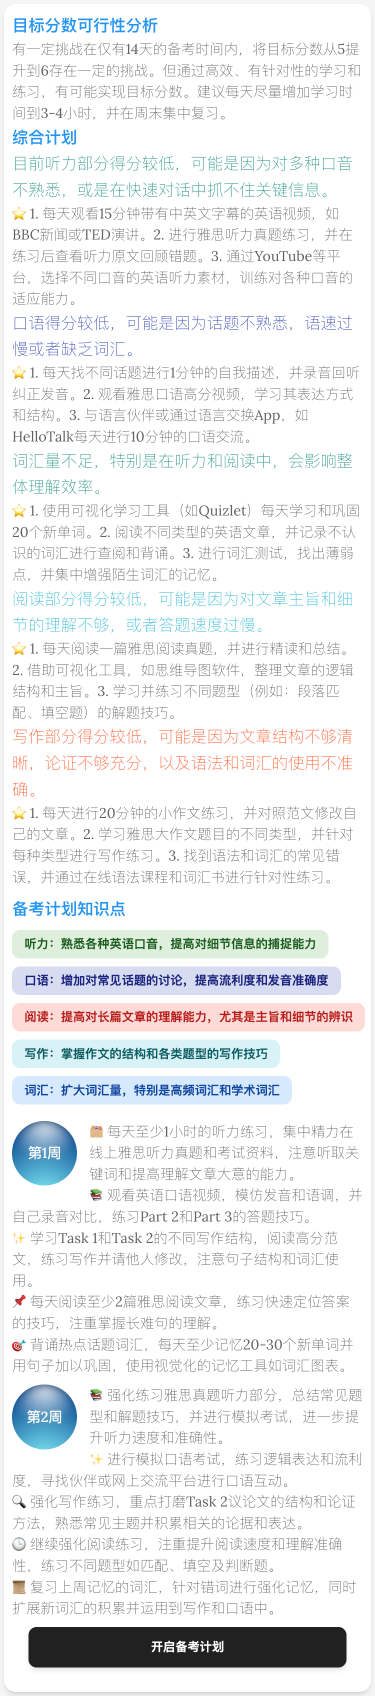 目标分数可行性分析
有一定挑战在仅有14天的备考时间内，将目标分数从5提
升到6存在一定的挑战。但通过高效、有针对性的学习和
练习，有可能实现目标分数。建议每天尽量增加学习时
间到3-4小时，并在周末集中复习。
综合计划
目前听力部分得分较低，可能是因为对多种口音
不熟悉，或是在快速对话中抓不住关键信息。
⭐ 1. 每天观看15分钟带有中英文字幕的英语视频，如
BBC新闻或TED演讲。2. 进行雅思听力真题练习，并在
练习后查看听力原文回顾错题。3. 通过YouTube等平
台，选择不同口音的英语听力素材，训练对各种口音的
适应能力。
口语得分较低，可能是因为话题不熟悉，语速过
慢或者缺乏词汇。
⭐ 1. 每天找不同话题进行1分钟的自我描述，并录音回听
纠正发音。2. 观看雅思口语高分视频，学习其表达方式
和结构。3. 与语言伙伴或通过语言交换App，如
HelloTalk每天进行10分钟的口语交流。
词汇量不足，特别是在听力和阅读中，会影响整
体理解效率。
⭐ 1. 使用可视化学习工具（如Quizlet）每天学习和巩固
20个新单词。2. 阅读不同类型的英语文章，并记录不认
识的词汇进行查阅和背诵。3. 进行词汇测试，找出薄弱
点，并集中增强陌生词汇的记忆。
阅读部分得分较低，可能是因为对文章主旨和细
节的理解不够，或者答题速度过慢。
⭐ 1. 每天阅读一篇雅思阅读真题，并进行精读和总结。
2. 借助可视化工具，如思维导图软件，整理文章的逻辑
结构和主旨。3. 学习并练习不同题型（例如：段落匹
配、填空题）的解题技巧。
写作部分得分较低，可能是因为文章结构不够清
晰，论证不够充分，以及语法和词汇的使用不准
确。
⭐ 1. 每天进行20分钟的小作文练习，并对照范文修改自
己的文章。2. 学习雅思大作文题目的不同类型，并针对
每种类型进行写作练习。3. 找到语法和词汇的常见错
误，并通过在线语法课程和词汇书进行针对性练习。
备考计划知识点
听力：熟悉各种英语口音，提高对细节信息的捕捉能力
口语：增加对常见话题的讨论，提高流利度和发音准确度
阅读：提高对长篇文章的理解能力，尤其是主旨和细节的辨识
写作：掌握作文的结构和各类题型的写作技巧
词汇：扩大词汇量，特别是高频词汇和学术词汇
第1周
📦 每天至少1小时的听力练习，集中精力在
线上雅思听力真题和考试资料，注意听取关
键词和提高理解文章大意的能力。
📚 观看英语口语视频，模仿发音和语调，并
自己录音对比，练习Part 2和Part 3的答题技巧。
✨ 学习Task 1和Task 2的不同写作结构，阅读高分范
文，练习写作并请他人修改，注意句子结构和词汇使
用。
📌 每天阅读至少2篇雅思阅读文章，练习快速定位答案
的技巧，注重掌握长难句的理解。
🎯 背诵热点话题词汇，每天至少记忆20-30个新单词并
用句子加以巩固，使用视觉化的记忆工具如词汇图表。
第2周
📚 强化练习雅思真题听力部分，总结常见题
型和解题技巧，并进行模拟考试，进一步提
升听力速度和准确性。
✨ 进行模拟口语考试，练习逻辑表达和流利
度，寻找伙伴或网上交流平台进行口语互动。
🔍 强化写作练习，重点打磨Task 2议论文的结构和论证
方法，熟悉常见主题并积累相关的论据和表达。
🕒 继续强化阅读练习，注重提升阅读速度和理解准确
性，练习不同题型如匹配、填空及判断题。
📜 复习上周记忆的词汇，针对错词进行强化记忆，同时
扩展新词汇的积累并运用到写作和口语中。
开启备考计划